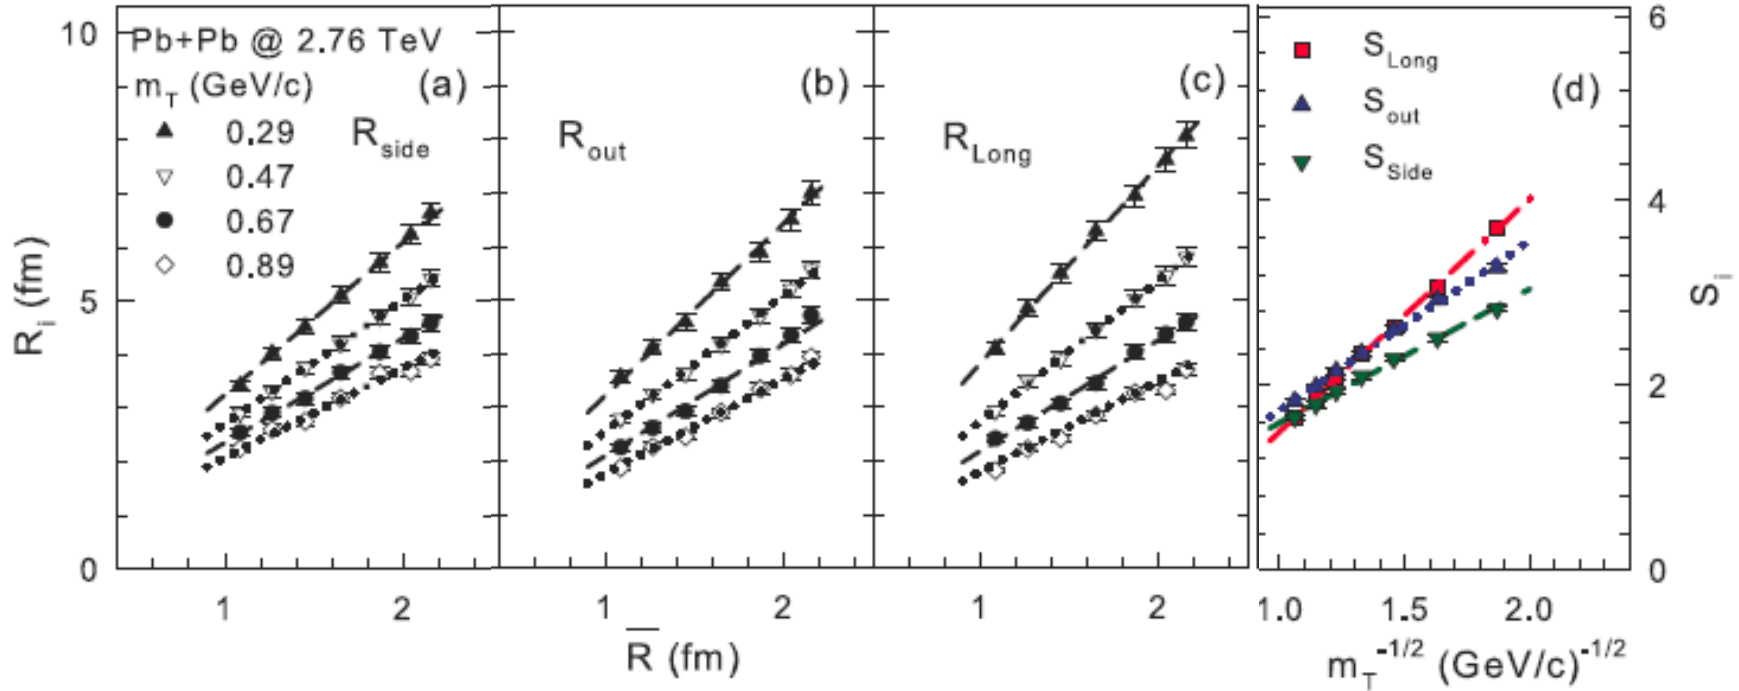 Pb+Pb @ 2.76 TeV
m_T (GeV/c)
0.29
0.47
0.67
0.89
(a)
R_side
(b)
R_out
(c)
R_Long
(d)
S_Long
S_out
S_Side
10
5
0
R_i (fm)
6
4
2
0
S_i
1 2
1 2
1 2
1.0 1.5 2.0
R̅ (fm)
m_T^-1/2 (GeV/c)^-1/2